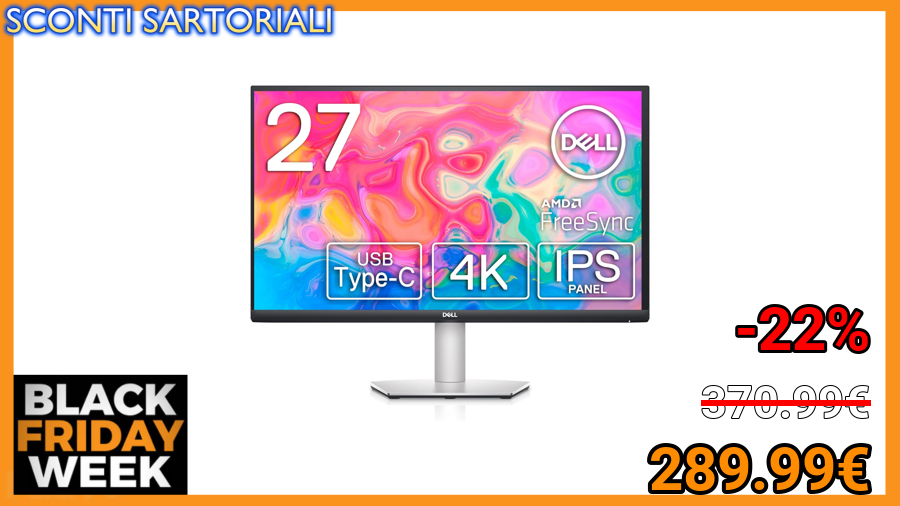 SCONTI SARTORIALI
27
DELL
AMD
FreeSync
USB
Type-C
4K
IPS
PANEL
DELL
-22%
370.99€
289.99€
BLACK
FRIDAY
WEEK